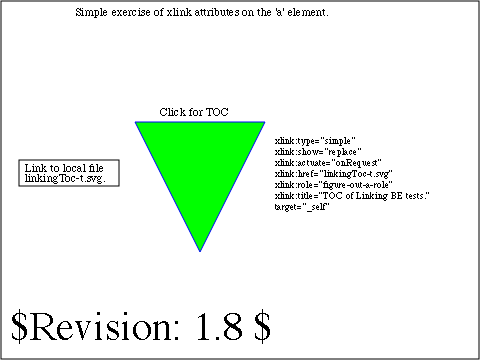 Simple exercise of xlink attributes on the 'a' element.
Click for TOC
Link to local file
linkingToc-t.svg.
xlink:type="simple"
xlink:show="replace"
xlink:actuate="onRequest"
xlink:href="linkingToc-t.svg"
xlink:role="figure-out-a-role"
xlink:title="TOC of Linking BE tests."
target="_self"
$Revision: 1.8 $